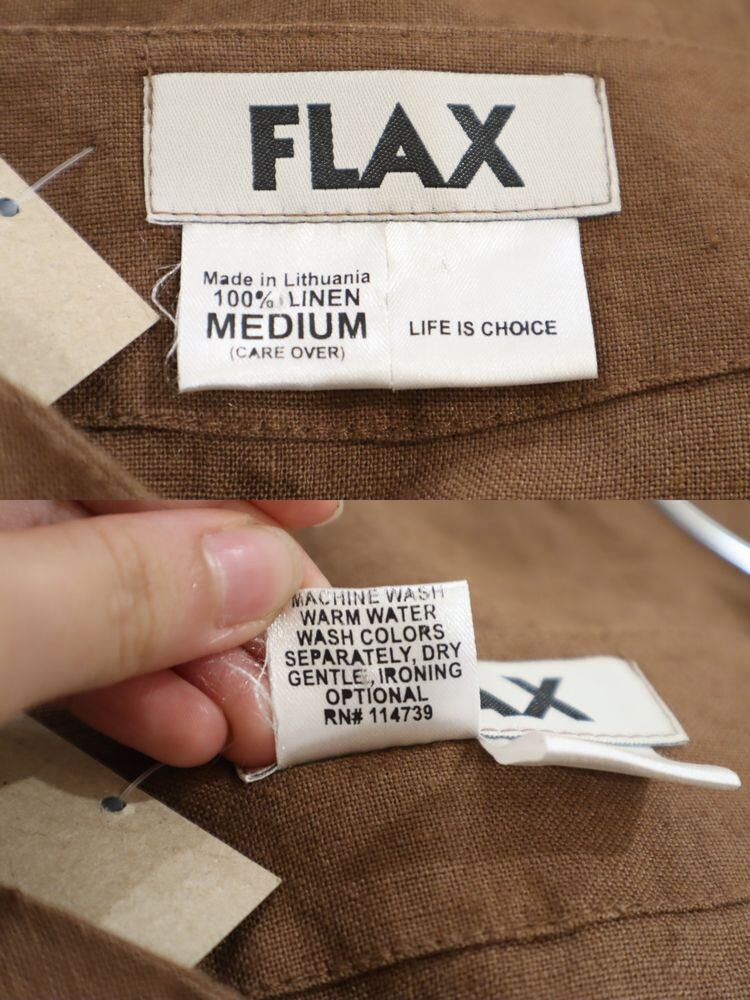 FLAX
Made in Lithuania
100% LINEN
MEDIUM
(CARE OVER)
LIFE IS CHOICE
MACHINE WASH
WARM WATER
WASH COLORS
SEPARATELY, DRY
GENTLE, IRONING
OPTIONAL
RN# 114739
AX